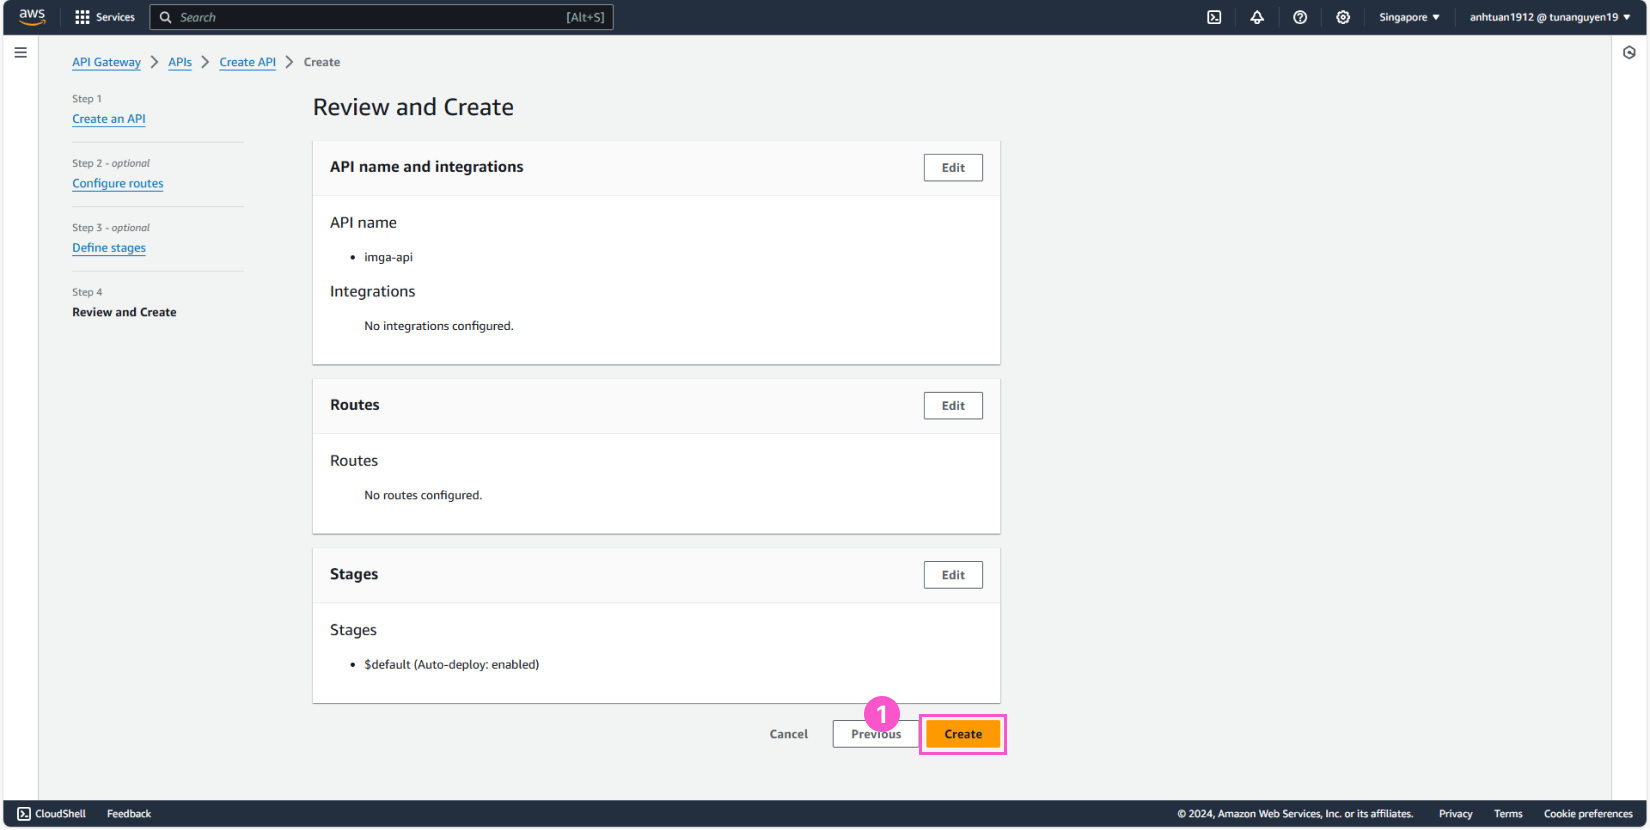 aws Services Search [Alt+S] Singapore anhtuan1912 @ tunanguyen19
API Gateway APIs Create API Create
Step 1
Create an API
Step 2 - optional
Configure routes
Step 3 - optional
Define stages
Step 4
Review and Create
Review and Create
API name and integrations Edit
API name
imga-api
Integrations
No integrations configured.
Routes Edit
Routes
No routes configured.
Stages Edit
Stages
$default (Auto-deploy: enabled)
1
Cancel Previous Create
CloudShell Feedback © 2024, Amazon Web Services, Inc. or its affiliates. Privacy Terms Cookie preferences